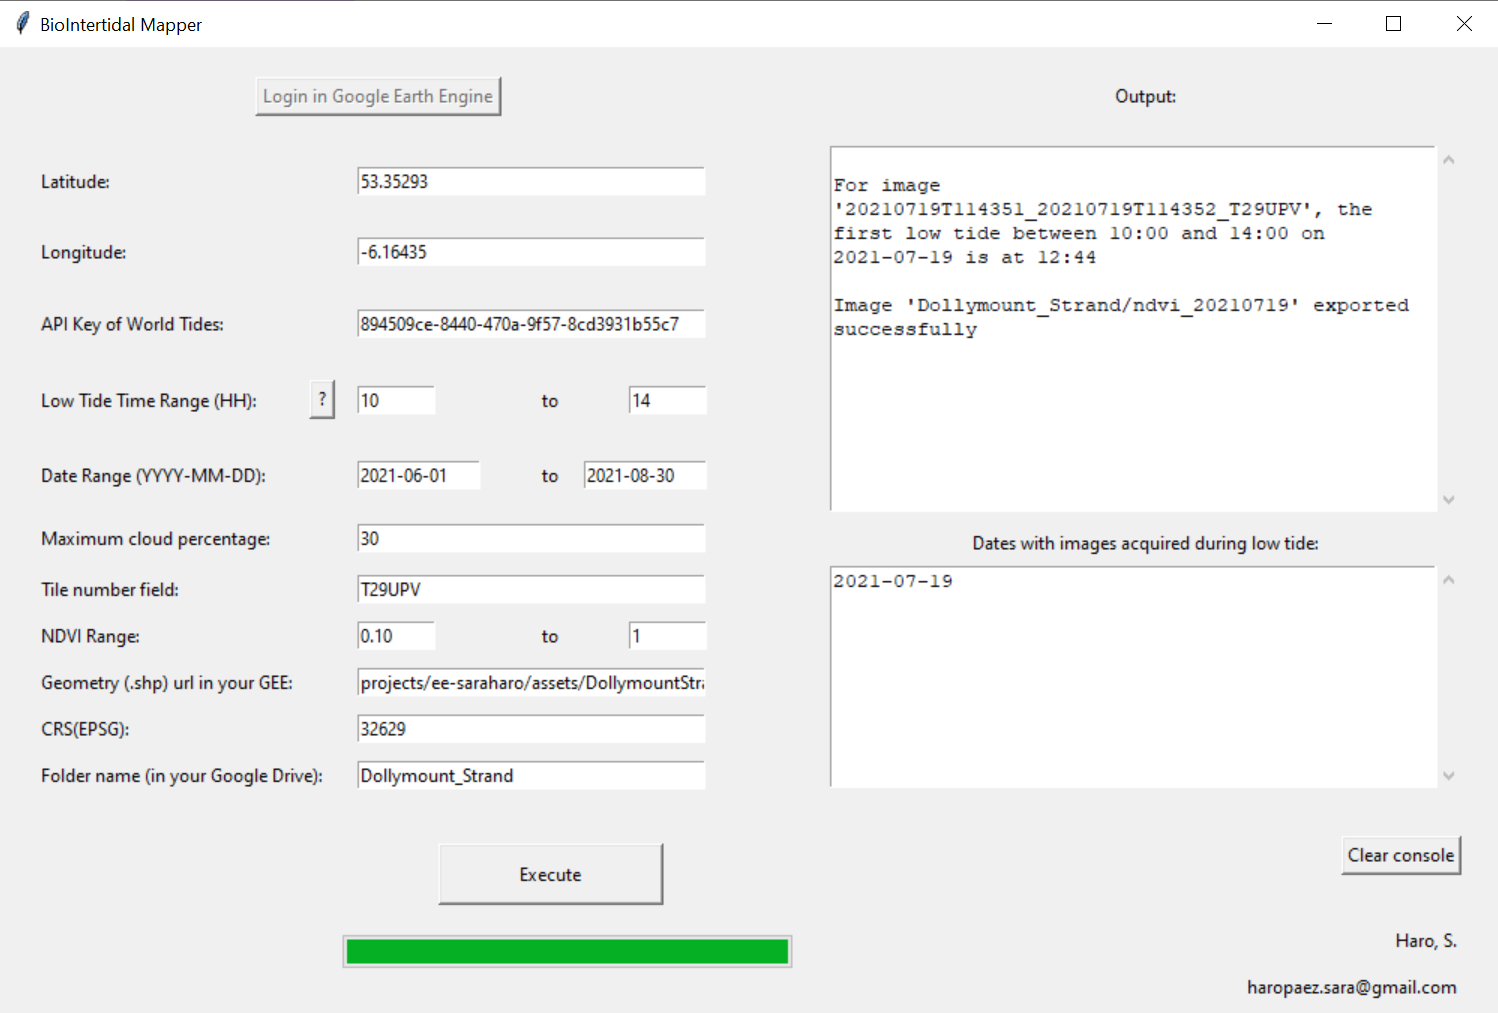 BioIntertidal Mapper
Login in Google Earth Engine
Latitude:
53.35293
Longitude:
-6.16435
API Key of World Tides:
894509ce-8440-470a-9f57-8cd3931b55c7
Low Tide Time Range (HH):
?
10
to
14
Date Range (YYYY-MM-DD):
2021-06-01
to
2021-08-30
Maximum cloud percentage:
30
Tile number field:
T29UPV
NDVI Range:
0.10
to
1
Geometry (.shp) url in your GEE:
projects/ee-saraharo/assets/DollymountStra
CRS(EPSG):
32629
Folder name (in your Google Drive):
Dollymount_Strand
Execute
Output:
For image
'20210719T114351_20210719T114352_T29UPV', the
first low tide between 10:00 and 14:00 on
2021-07-19 is at 12:44
Image 'Dollymount_Strand/ndvi_20210719' exported
successfully
Dates with images acquired during low tide:
2021-07-19
Clear console
Haro, S.
haropaez.sara@gmail.com